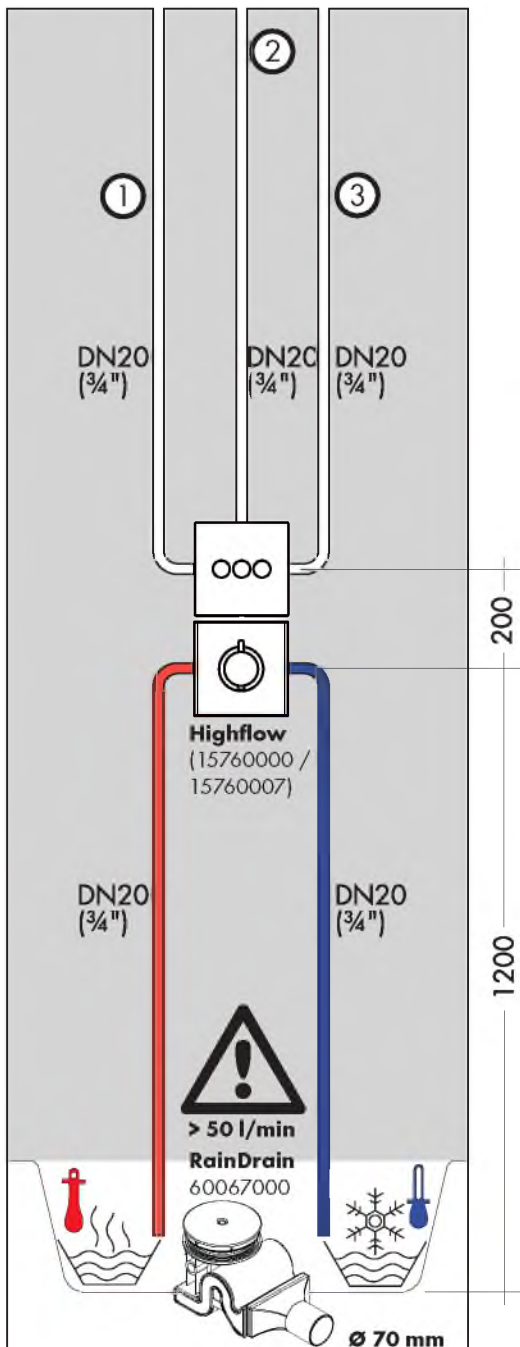 2
1
3
DN20
(¾")
DN20
(¾")
DN20
(¾")
200
Highflow
(15760000 /
15760007)
DN20
(¾")
DN20
(¾")
1200
> 50 l/min
RainDrain
60067000
Ø 70 mm